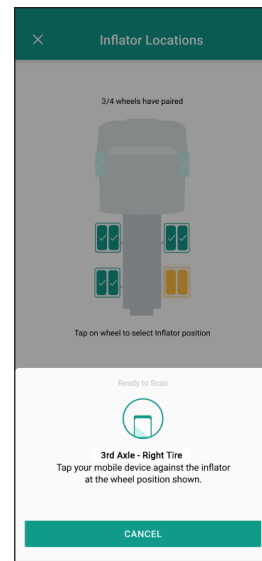 Inflator Locations
3/4 wheels have paired
Tap on wheel to select Inflator position
Ready to Scan
3rd Axle - Right Tire
Tap your mobile device against the inflator
at the wheel position shown.
CANCEL